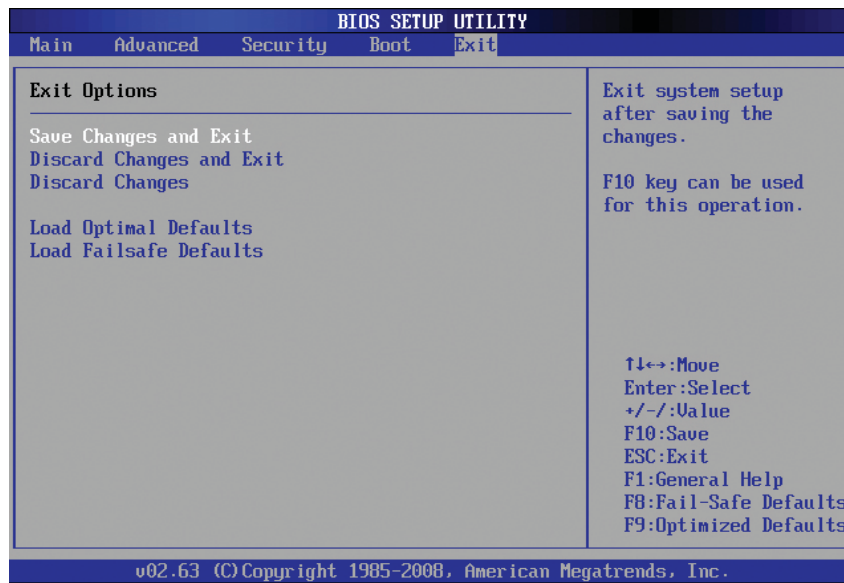 BIOS SETUP UTILITY
Main Advanced Security Boot Exit
Exit Options
Save Changes and Exit
Discard Changes and Exit
Discard Changes
Load Optimal Defaults
Load Failsafe Defaults
Exit system setup
after saving the
changes.
F10 key can be used
for this operation.
↑↓←→:Move
Enter:Select
+/-/:Value
F10:Save
ESC:Exit
F1:General Help
F8:Fail-Safe Defaults
F9:Optimized Defaults
v02.63 (C)Copyright 1985-2008, American Megatrends, Inc.